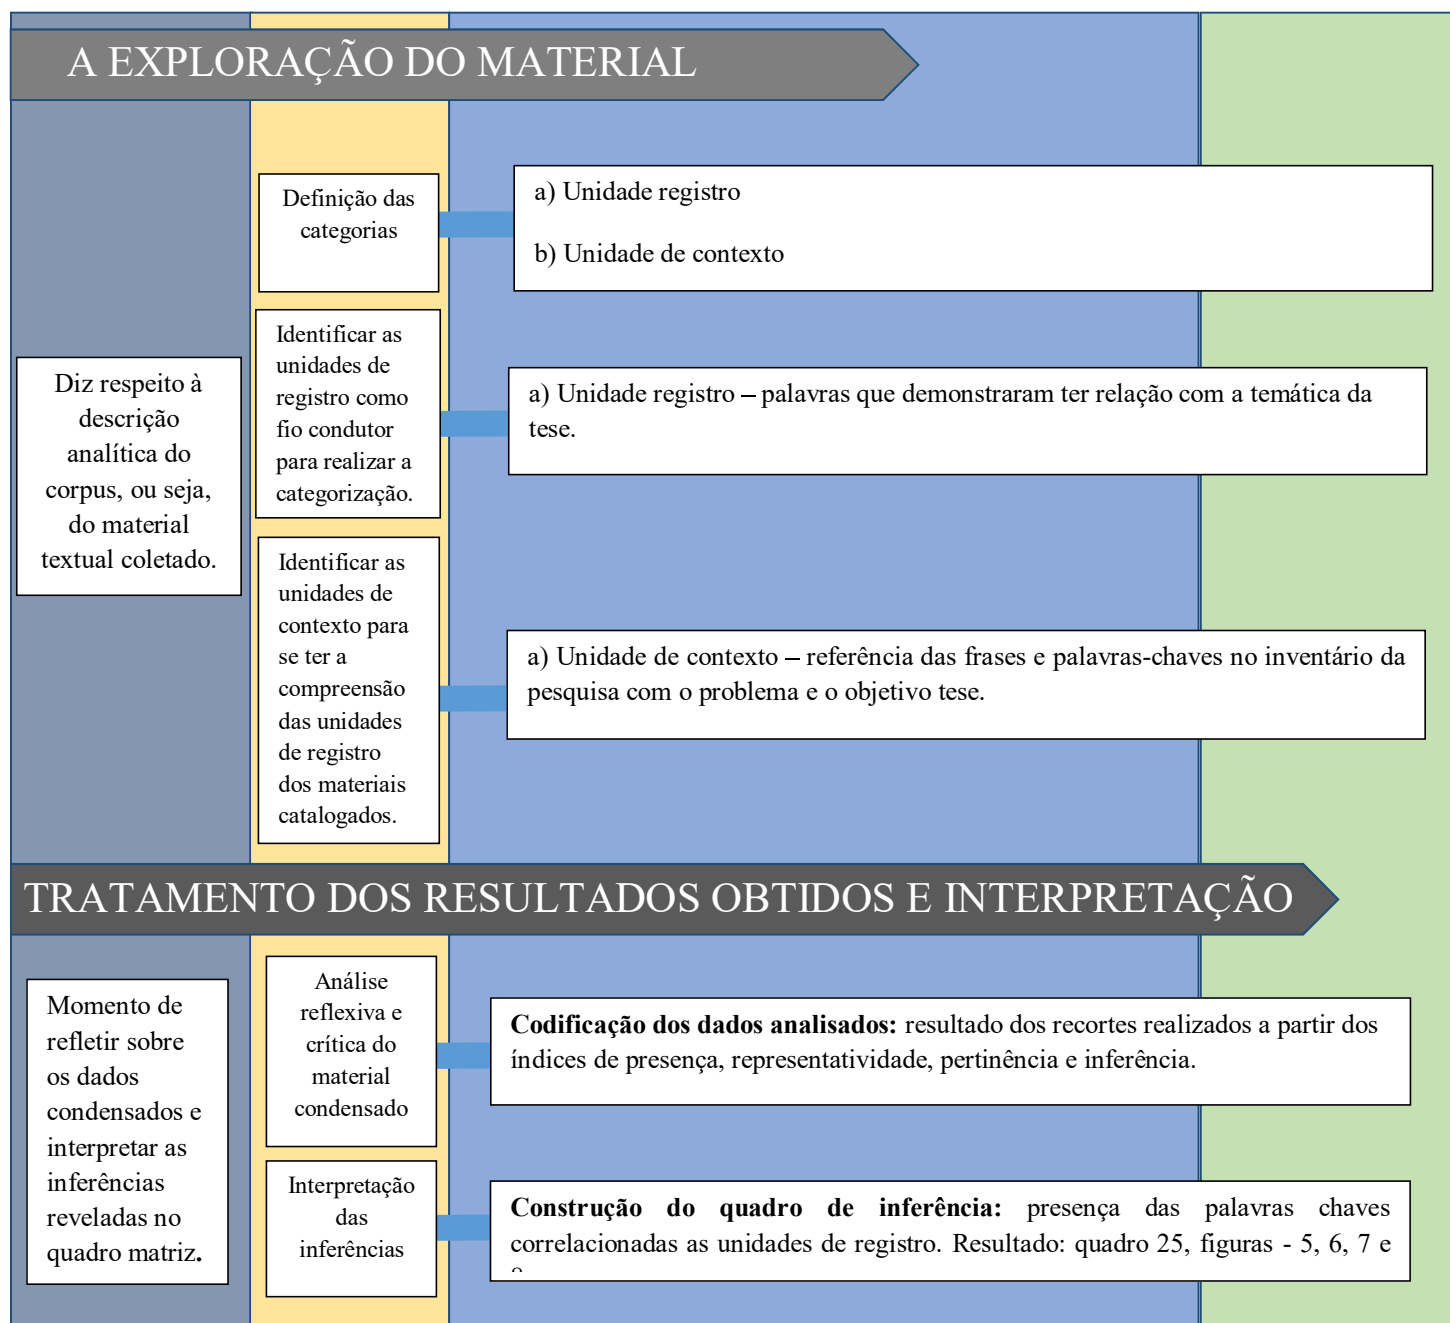 A EXPLORAÇÃO DO MATERIAL
Diz respeito à
descrição
analítica do
corpus, ou seja,
do material
textual coletado.
Definição das
categorias
a) Unidade registro
b) Unidade de contexto
Identificar as
unidades de
registro como
fio condutor
para realizar a
categorização.
a) Unidade registro – palavras que demonstraram ter relação com a temática da
tese.
Identificar as
unidades de
contexto para
se ter a
compreensão
das unidades
de registro
dos materiais
catalogados.
a) Unidade de contexto – referência das frases e palavras-chaves no inventário da
pesquisa com o problema e o objetivo tese.
TRATAMENTO DOS RESULTADOS OBTIDOS E INTERPRETAÇÃO
Momento de
refletir sobre
os dados
condensados e
interpretar as
inferências
reveladas no
quadro matriz.
Análise
reflexiva e
crítica do
material
condensado
Codificação dos dados analisados: resultado dos recortes realizados a partir dos
índices de presença, representatividade, pertinência e inferência.
Interpretação
das
inferências
Construção do quadro de inferência: presença das palavras chaves
correlacionadas as unidades de registro. Resultado: quadro 25, figuras - 5, 6, 7 e